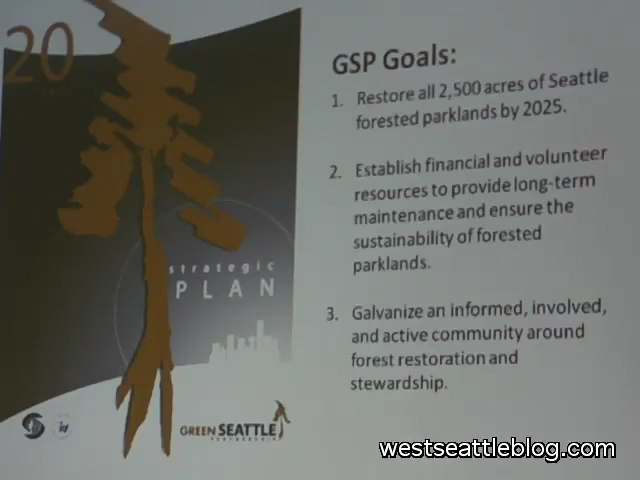 20
strategic
PLAN
GREEN SEATTLE
PARTNERSHIP
GSP Goals:
1. Restore all 2,500 acres of Seattle
forested parklands by 2025.
2. Establish financial and volunteer
resources to provide long-term
maintenance and ensure the
sustainability of forested
parklands.
3. Galvanize an informed, involved,
and active community around
forest restoration and
stewardship.
westseattleblog.com